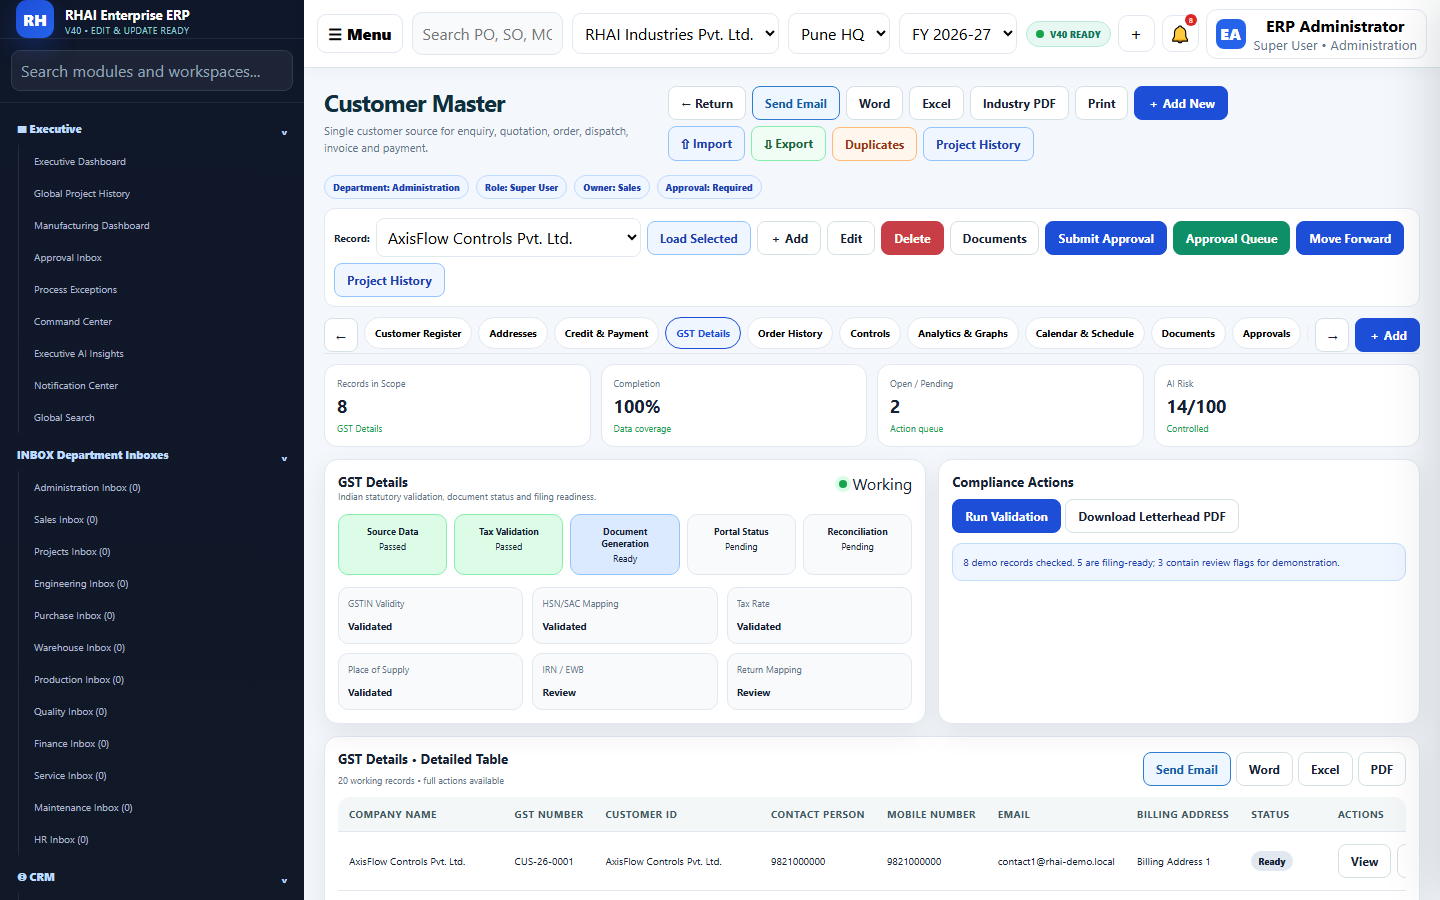 RH
RHAI Enterprise ERP
V40 • EDIT & UPDATE READY
Search modules and workspaces...
Executive
Executive Dashboard
Global Project History
Manufacturing Dashboard
Approval Inbox
Process Exceptions
Command Center
Executive AI Insights
Notification Center
Global Search
INBOX Department Inboxes
Administration Inbox (0)
Sales Inbox (0)
Projects Inbox (0)
Engineering Inbox (0)
Purchase Inbox (0)
Warehouse Inbox (0)
Production Inbox (0)
Quality Inbox (0)
Finance Inbox (0)
Service Inbox (0)
Maintenance Inbox (0)
HR Inbox (0)
CRM
☰ Menu
Search PO, SO, MO
RHAI Industries Pvt. Ltd.
Pune HQ
FY 2026-27
V40 READY
+
8
EA
ERP Administrator
Super User • Administration
Customer Master
Single customer source for enquiry, quotation, order, dispatch,
invoice and payment.
← Return
Send Email
Word
Excel
Industry PDF
Print
+ Add New
⇧ Import
⇩ Export
Duplicates
Project History
Department: Administration
Role: Super User
Owner: Sales
Approval: Required
Record:
AxisFlow Controls Pvt. Ltd.
Load Selected
+ Add
Edit
Delete
Documents
Submit Approval
Approval Queue
Move Forward
Project History
←
Customer Register
Addresses
Credit & Payment
GST Details
Order History
Controls
Analytics & Graphs
Calendar & Schedule
Documents
Approvals
→
+ Add
Records in Scope
8
GST Details
Completion
100%
Data coverage
Open / Pending
2
Action queue
AI Risk
14/100
Controlled
GST Details
Indian statutory validation, document status and filing readiness.
Working
Source Data
Passed
Tax Validation
Passed
Document
Generation
Ready
Portal Status
Pending
Reconciliation
Pending
GSTIN Validity
Validated
HSN/SAC Mapping
Validated
Tax Rate
Validated
Place of Supply
Validated
IRN / EWB
Review
Return Mapping
Review
Compliance Actions
Run Validation
Download Letterhead PDF
8 demo records checked. 5 are filing-ready; 3 contain review flags for demonstration.
GST Details • Detailed Table
20 working records • full actions available
Send Email
Word
Excel
PDF
COMPANY NAME GST NUMBER CUSTOMER ID CONTACT PERSON MOBILE NUMBER EMAIL BILLING ADDRESS STATUS ACTIONS
AxisFlow Controls Pvt. Ltd. CUS-26-0001 AxisFlow Controls Pvt. Ltd. 9821000000 9821000000 contact1@rhai-demo.local Billing Address 1 Ready View